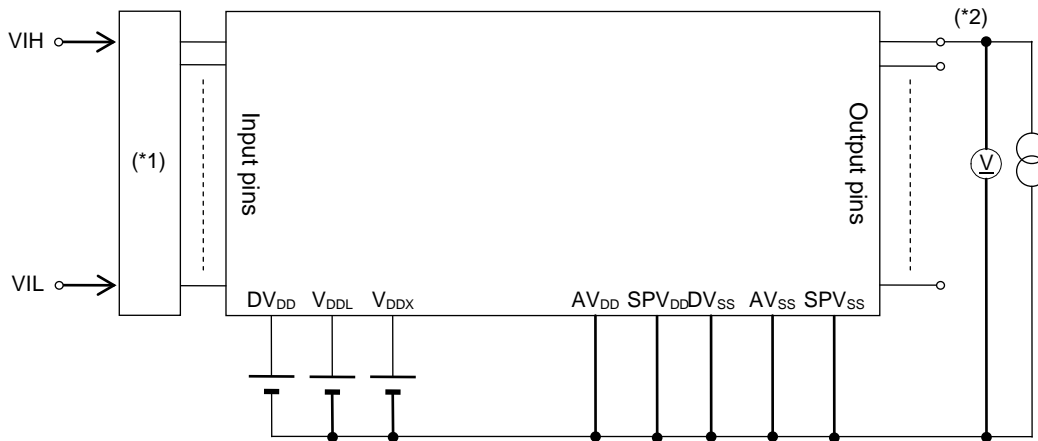 (*2)
VIH
Input pins
Output pins
(*1)
V
VIL
DVDD VDDL VDDX AVDD SPVDD DVSS AVSS SPVSS